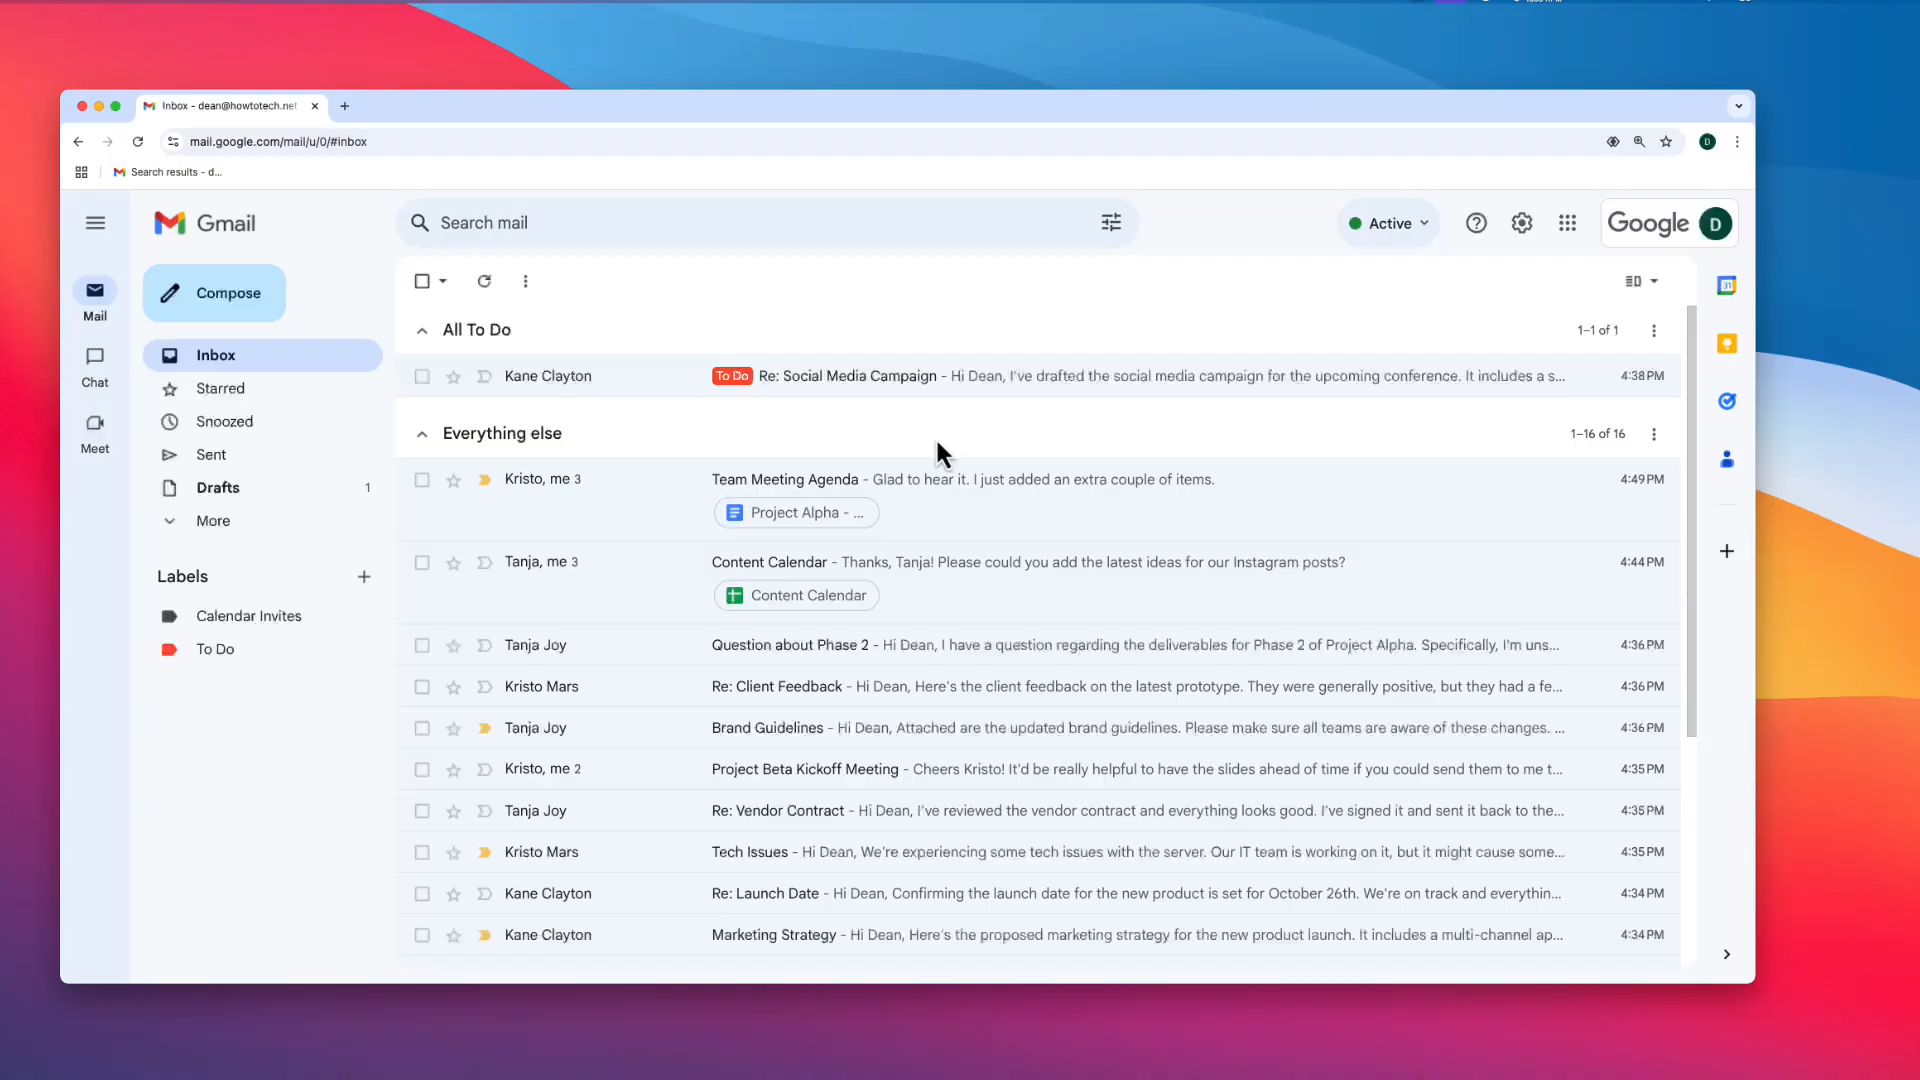 Inbox - dean@howtotech.net
mail.google.com/mail/u/0/#inbox
Search results - d...
Gmail
Search mail
Active
Google D
Compose
Mail
Chat
Meet
Inbox
Starred
Snoozed
Sent
Drafts 1
More
Labels
Calendar Invites
To Do
All To Do 1–1 of 1
Kane Clayton To Do Re: Social Media Campaign - Hi Dean, I've drafted the social media campaign for the upcoming conference. It includes a s... 4:38 PM
Everything else 1–16 of 16
Kristo, me 3 Team Meeting Agenda - Glad to hear it. I just added an extra couple of items. 4:49 PM
Project Alpha - ...
Tanja, me 3 Content Calendar - Thanks, Tanja! Please could you add the latest ideas for our Instagram posts? 4:44 PM
Content Calendar
Tanja Joy Question about Phase 2 - Hi Dean, I have a question regarding the deliverables for Phase 2 of Project Alpha. Specifically, I'm uns... 4:36 PM
Kristo Mars Re: Client Feedback - Hi Dean, Here's the client feedback on the latest prototype. They were generally positive, but they had a fe... 4:36 PM
Tanja Joy Brand Guidelines - Hi Dean, Attached are the updated brand guidelines. Please make sure all teams are aware of these changes. ... 4:36 PM
Kristo, me 2 Project Beta Kickoff Meeting - Cheers Kristo! It'd be really helpful to have the slides ahead of time if you could send them to me t... 4:35 PM
Tanja Joy Re: Vendor Contract - Hi Dean, I've reviewed the vendor contract and everything looks good. I've signed it and sent it back to the... 4:35 PM
Kristo Mars Tech Issues - Hi Dean, We're experiencing some tech issues with the server. Our IT team is working on it, but it might cause some... 4:35 PM
Kane Clayton Re: Launch Date - Hi Dean, Confirming the launch date for the new product is set for October 26th. We're on track and everythin... 4:34 PM
Kane Clayton Marketing Strategy - Hi Dean, Here's the proposed marketing strategy for the new product launch. It includes a multi-channel ap... 4:34 PM